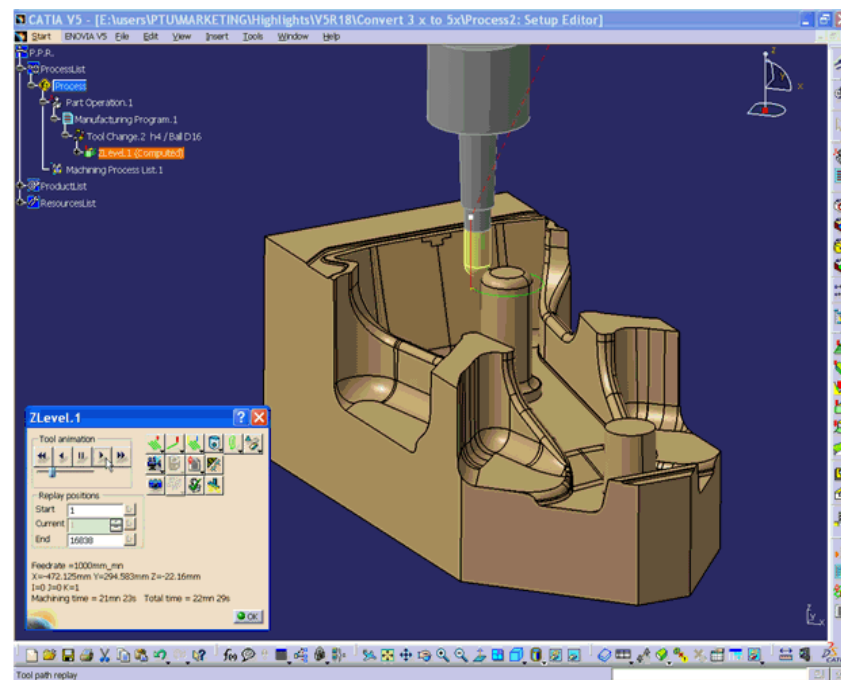 CATIA V5 - [E:\users\PTU\MARKETING\Highlights\V5R18\Convert 3 x to 5x\Process2: Setup Editor]
Start ENOVIA V5 File Edit View Insert Tools Window Help
P.P.R.
ProcessList
Process
Part Operation.1
Manufacturing Program.1
Tool Change.2 h4 / Ball D16
ZLevel.1 (Computed)
Machining Process List.1
ProductList
ResourcesList
z
y
x
ZLevel.1
Tool animation
Replay positions
Start 1
Current 1
End 16838
Feedrate =1000mm_mn
X=-472.125mm Y=294.583mm Z=-22.16mm
I=0 J=0 K=1
Machining time = 21mn 23s Total time = 22mn 29s
OK
z
y x
Tool path replay